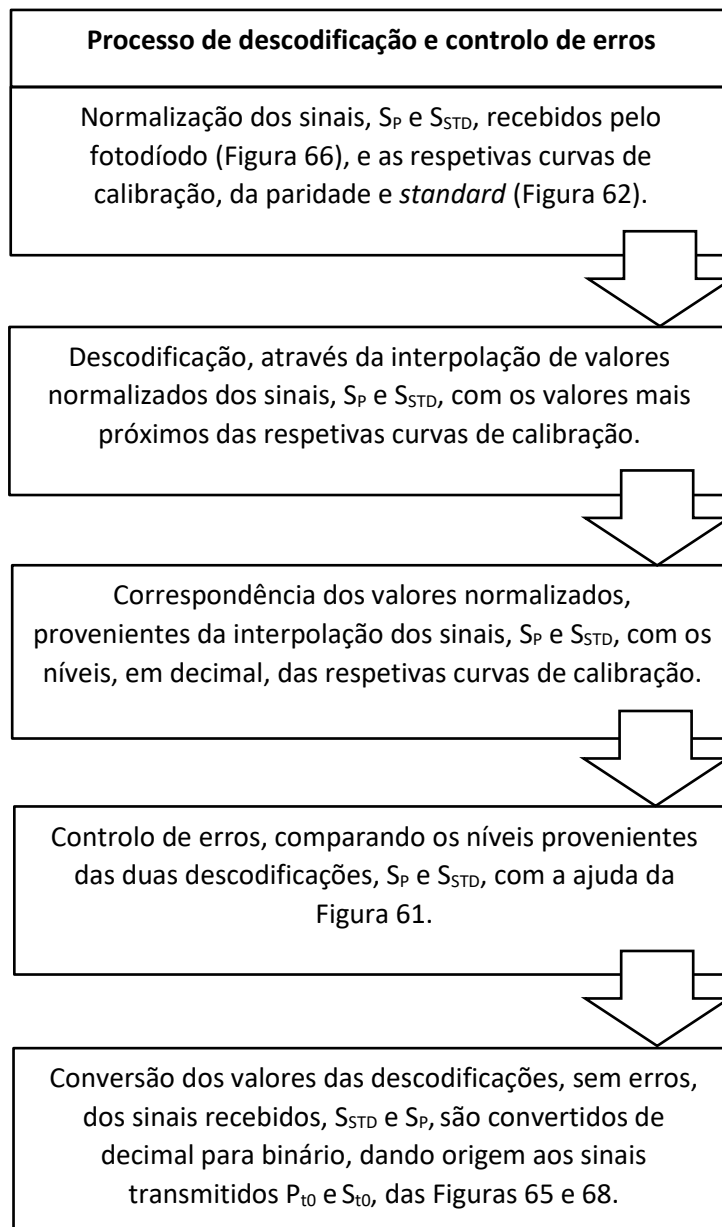 Processo de descodificação e controlo de erros
Normalização dos sinais, SP e SSTD, recebidos pelo
fotodíodo (Figura 66), e as respetivas curvas de
calibração, da paridade e standard (Figura 62).
Descodificação, através da interpolação de valores
normalizados dos sinais, SP e SSTD, com os valores mais
próximos das respetivas curvas de calibração.
Correspondência dos valores normalizados,
provenientes da interpolação dos sinais, SP e SSTD, com os
níveis, em decimal, das respetivas curvas de calibração.
Controlo de erros, comparando os níveis provenientes
das duas descodificações, SP e SSTD, com a ajuda da
Figura 61.
Conversão dos valores das descodificações, sem erros,
dos sinais recebidos, SSTD e SP, são convertidos de
decimal para binário, dando origem aos sinais
transmitidos Pt0 e St0, das Figuras 65 e 68.